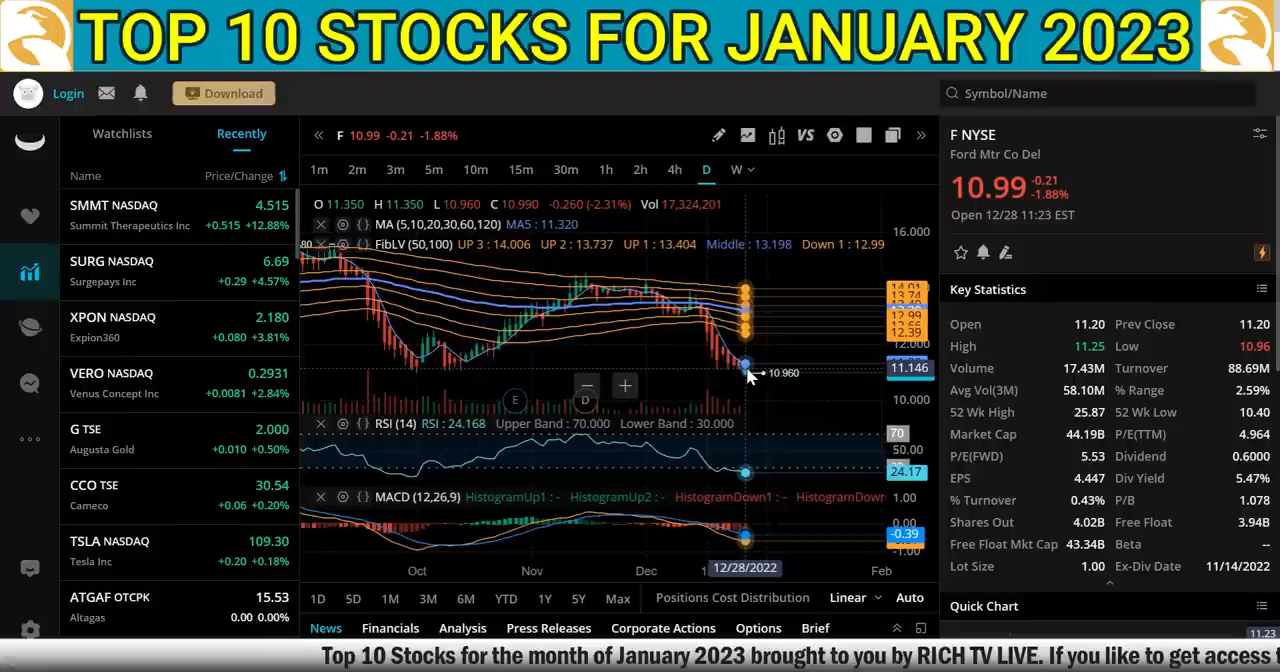 TOP 10 STOCKS FOR JANUARY 2023
Login
Download
Symbol/Name
Watchlists
Recently
Name
Price/Change
SMMT NASDAQ 4.515
Summit Therapeutics Inc +0.515 +12.88%
SURG NASDAQ 6.69
Surgepays Inc +0.29 +4.57%
XPON NASDAQ 2.180
Expion360 +0.080 +3.81%
VERO NASDAQ 0.2931
Venus Concept Inc +0.0081 +2.84%
G TSE 2.000
Augusta Gold +0.010 +0.50%
CCO TSE 30.54
Cameco +0.06 +0.20%
TSLA NASDAQ 109.30
Tesla Inc +0.20 +0.18%
ATGAF OTCPK 15.53
Altagas 0.00 0.00%
F 10.99 -0.21 -1.88%
VS
1m 2m 3m 5m 10m 15m 30m 1h 2h 4h D W
O 11.350 H 11.350 L 10.960 C 10.990 -0.260 (-2.31%) Vol 17,324,201
MA (5,10,20,30,60,120) MA5 : 11.320
80 FibLV (50,100) UP 3 : 14.006 UP 2 : 13.737 UP 1 : 13.404 Middle : 13.198 Down 1 : 12.99
16.000
14.01
13.74
12.99
12.39
12.000
11.146
10.960
10.000
E
D
RSI (14) RSI : 24.168 Upper Band : 70.000 Lower Band : 30.000
70
50.00
24.17
MACD (12,26,9) HistogramUp1 : - HistogramUp2 : - HistogramDown1 : - HistogramDown
1.00
0.00
-0.39
-1.00
Oct Nov Dec 12/28/2022 Feb
1D 5D 1M 3M 6M YTD 1Y 5Y Max Positions Cost Distribution Linear Auto
News Financials Analysis Press Releases Corporate Actions Options Brief
F NYSE
Ford Mtr Co Del
10.99 -0.21
-1.88%
Open 12/28 11:23 EST
Key Statistics
Open 11.20 Prev Close 11.20
High 11.25 Low 10.96
Volume 17.43M Turnover 88.69M
Avg Vol(3M) 58.10M % Range 2.59%
52 Wk High 25.87 52 Wk Low 10.40
Market Cap 44.19B P/E(TTM) 4.964
P/E(FWD) 5.53 Dividend 0.6000
EPS 4.447 Div Yield 5.47%
% Turnover 0.43% P/B 1.078
Shares Out 4.02B Free Float 3.94B
Free Float Mkt Cap 43.34B Beta --
Lot Size 1.00 Ex-Div Date 11/14/2022
Quick Chart
11.23
Top 10 Stocks for the month of January 2023 brought to you by RICH TV LIVE. If you like to get access